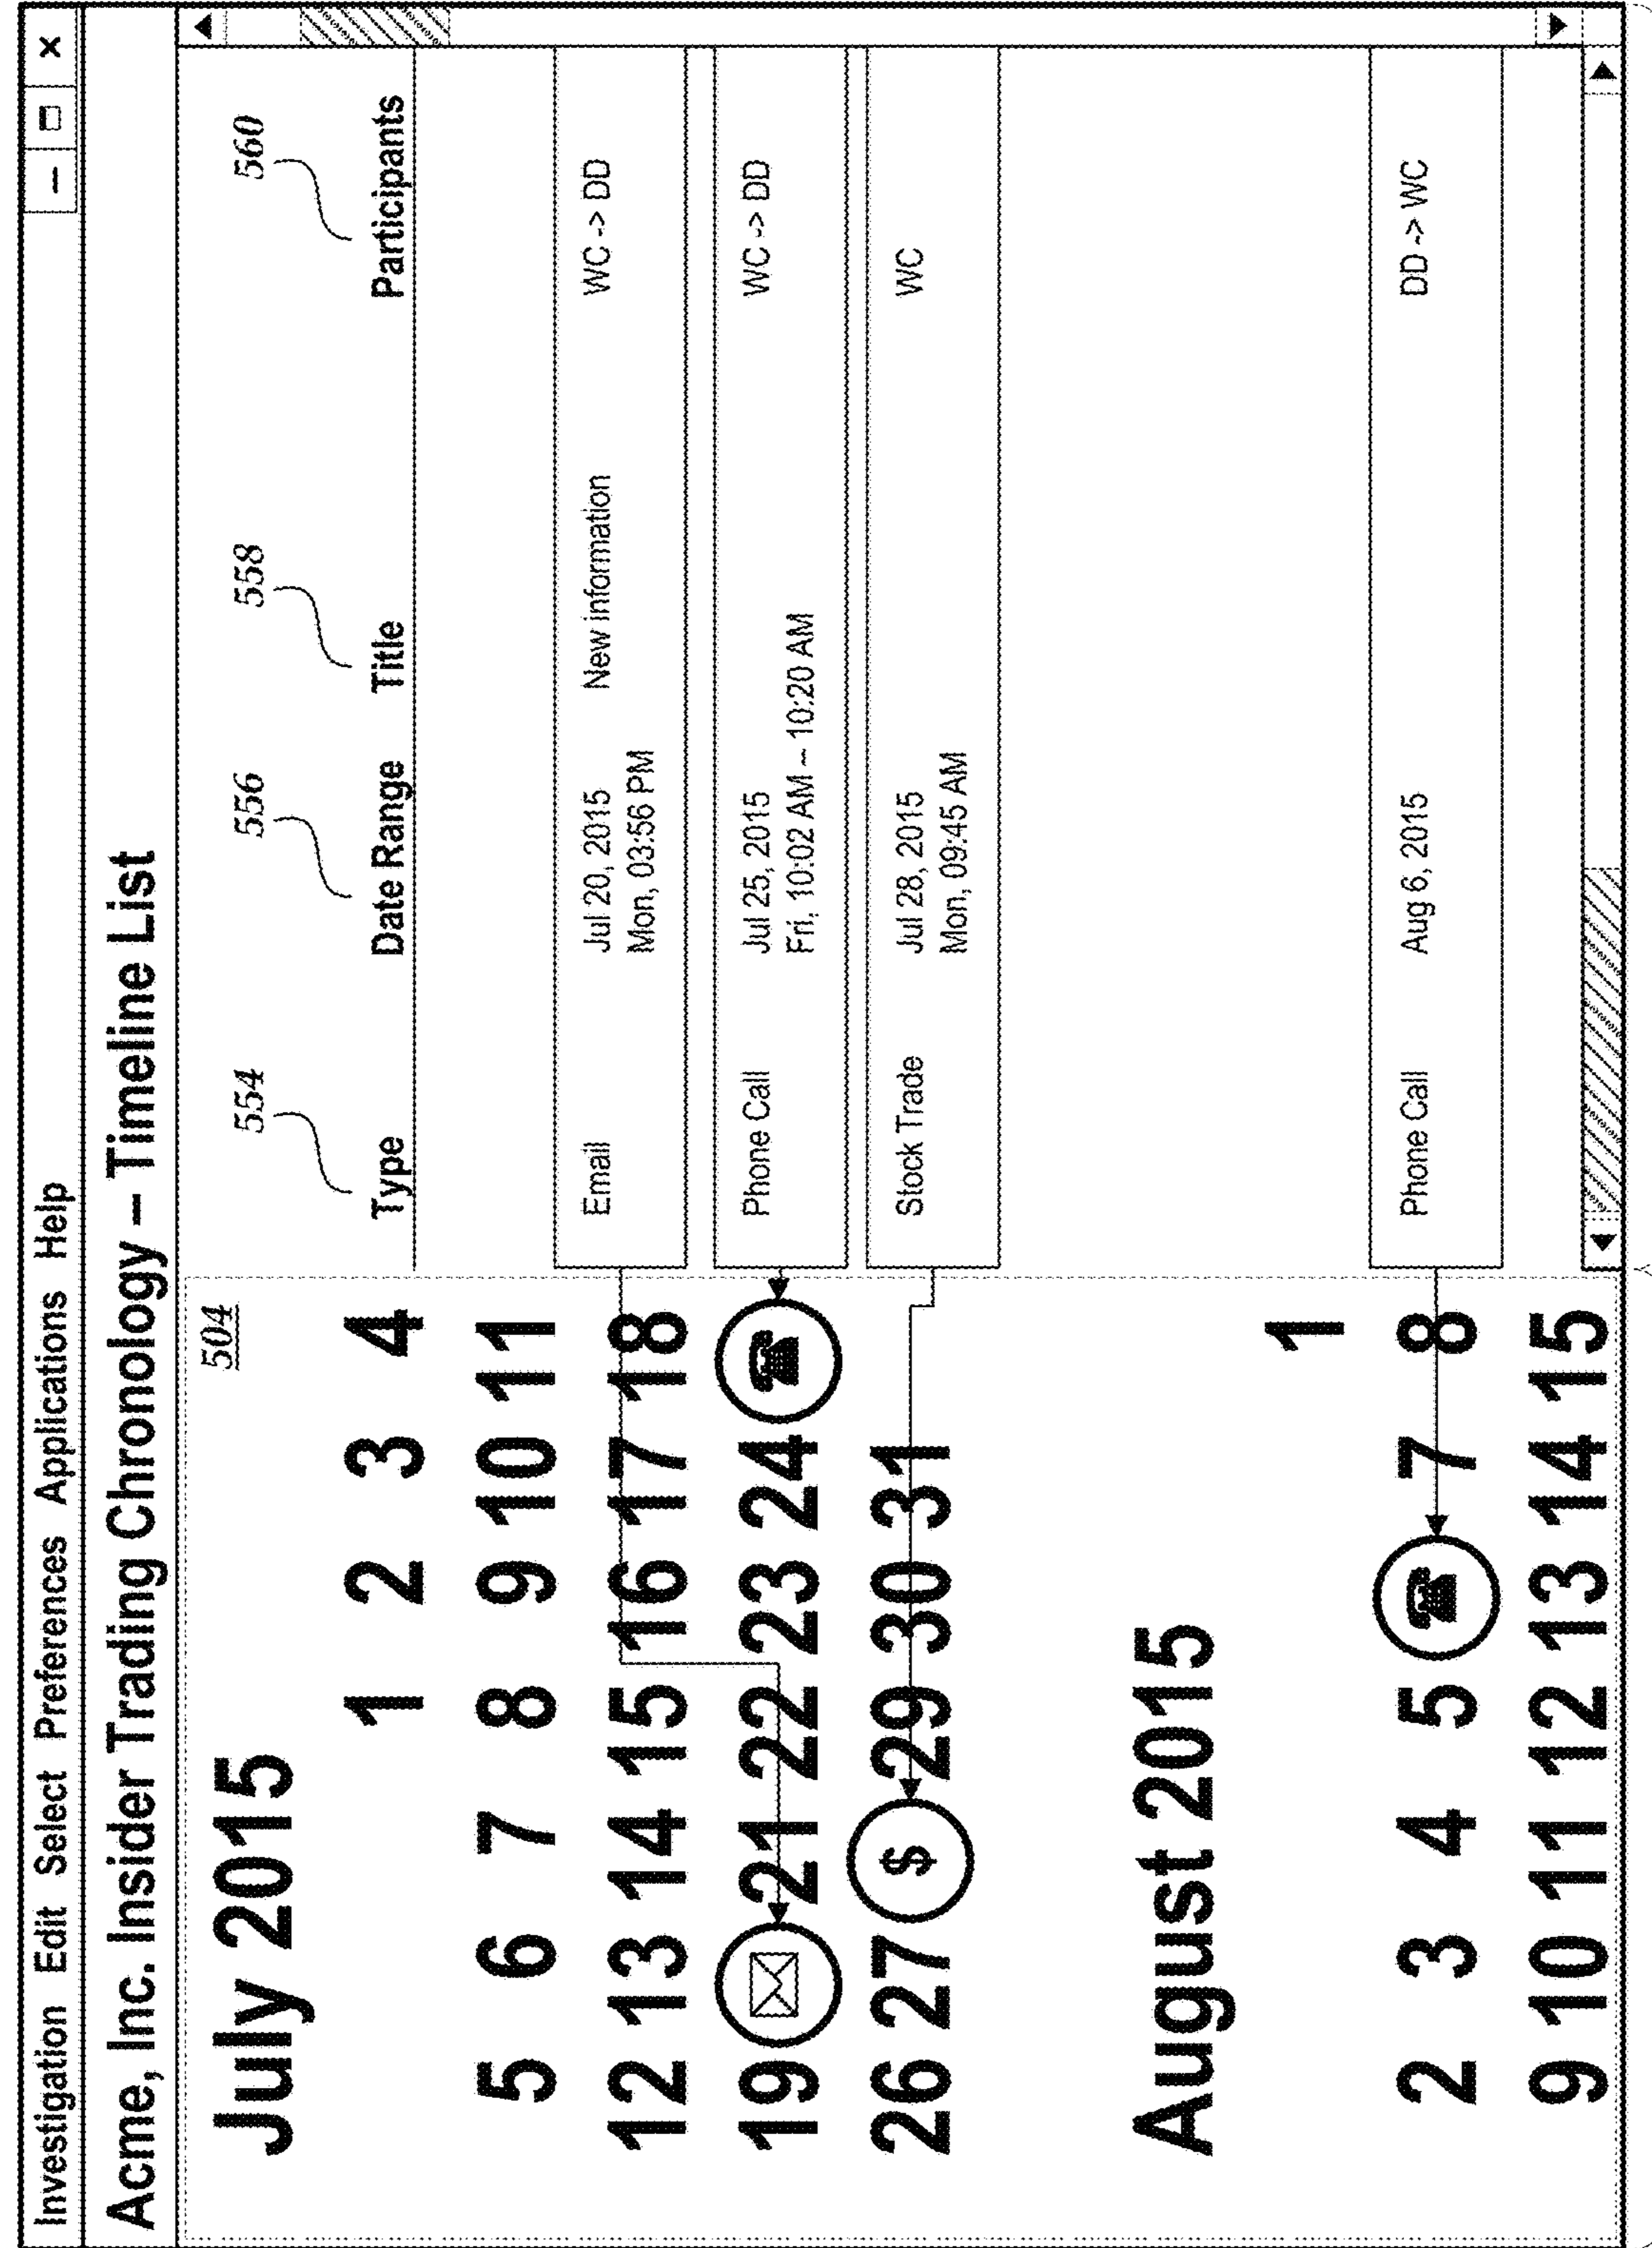 Investigation Edit Select Preferences Applications Help
Acme, Inc. Insider Trading Chronology – Timeline List
504
July 2015
1 2 3 4
5 6 7 8 9 10 11
12 13 14 15 16 17 18
19 21 22 23 24
26 27 $ 29 30 31
August 2015
1
2 3 4 5 7 8
9 10 11 12 13 14 15
554 556 558 560
Type Date Range Title Participants
Email Jul 20, 2015 New information WC -> DD
Mon, 03:56 PM
Phone Call Jul 25, 2015 WC -> DD
Fri, 10:02 AM – 10:20 AM
Stock Trade Jul 28, 2015 WC
Mon, 09:45 AM
Phone Call Aug 6, 2015 DD -> WC